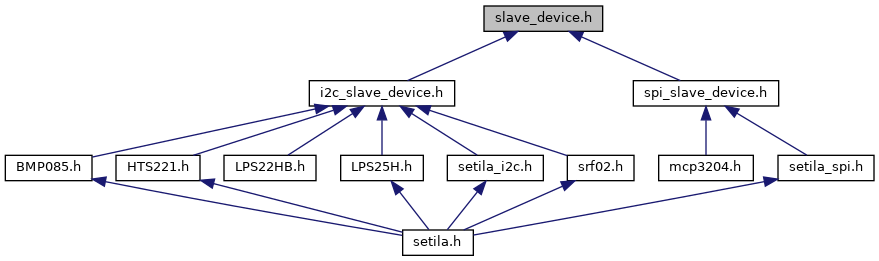 slave_device.h
i2c_slave_device.h
spi_slave_device.h
BMP085.h
HTS221.h
LPS22HB.h
LPS25H.h
setila_i2c.h
srf02.h
mcp3204.h
setila_spi.h
setila.h